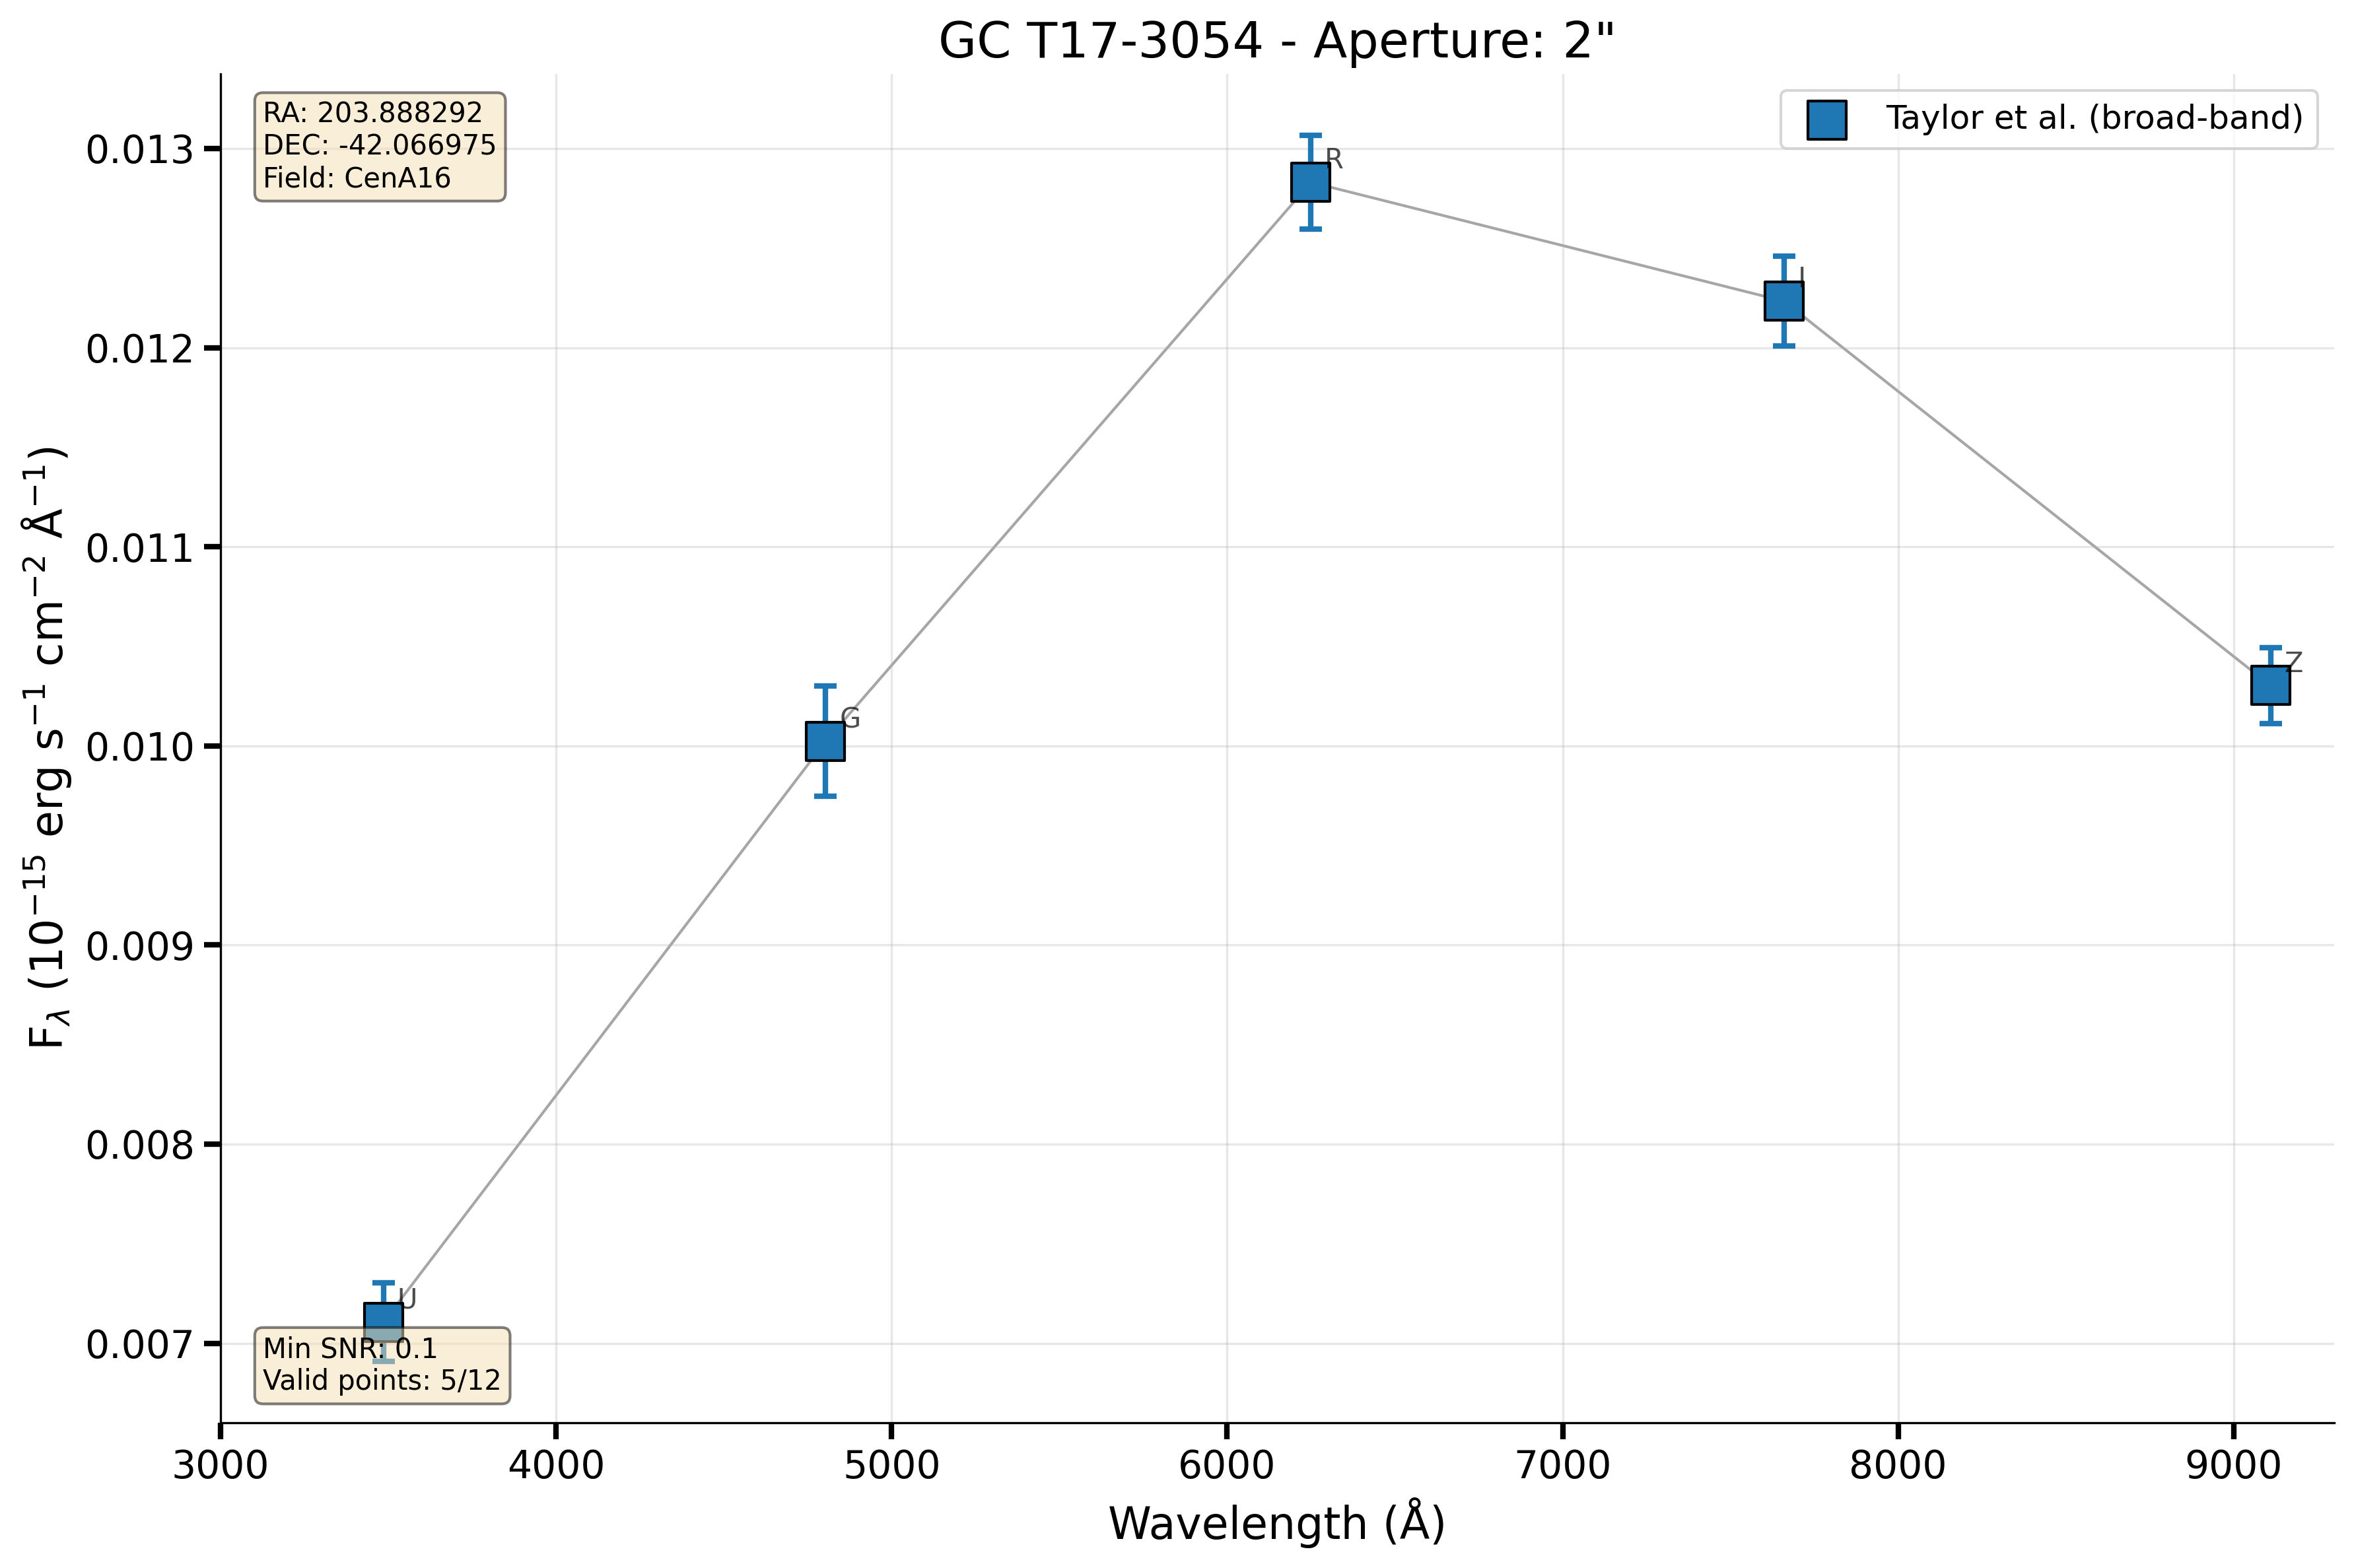 GC T17-3054 - Aperture: 2"
RA: 203.888292
DEC: -42.066975
Field: CenA16
Taylor et al. (broad-band)
0.013
0.012
0.011
0.010
0.009
0.008
0.007
F_λ (10⁻¹⁵ erg s⁻¹ cm⁻² Å⁻¹)
R
I
G
Z
U
Min SNR: 0.1
Valid points: 5/12
3000 4000 5000 6000 7000 8000 9000
Wavelength (Å)